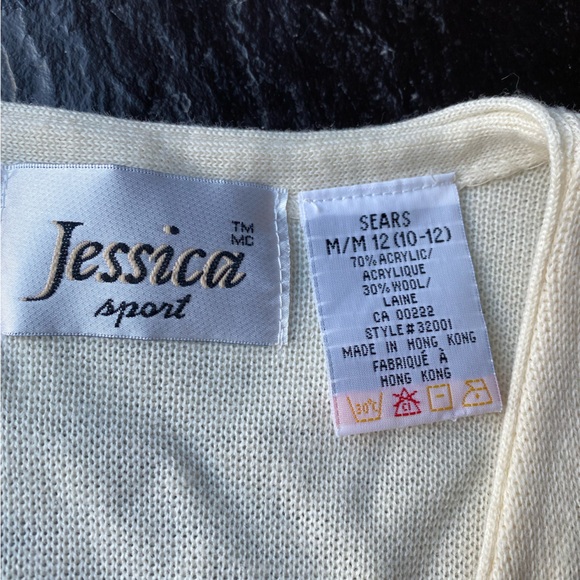 Jessica
TM
MC
sport
SEARS
M/M 12 (10-12)
70% ACRYLIC/
ACRYLIQUE
30% WOOL/
LAINE
CA 00222
STYLE#32001
MADE IN HONG KONG
FABRIQUÉ À
HONG KONG
30°C
Cl